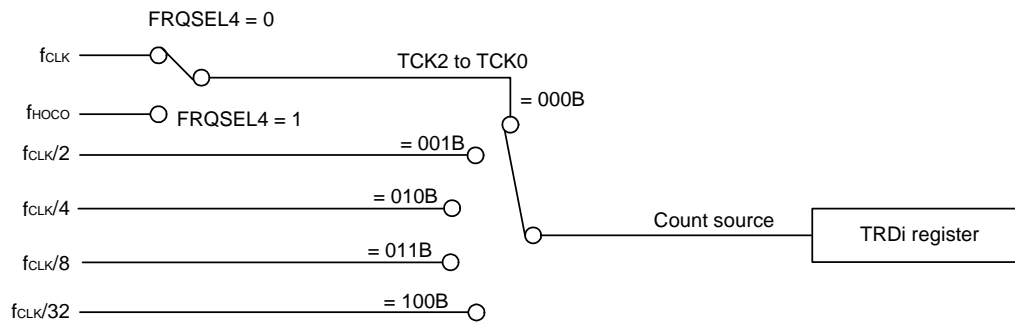 FRQSEL4 = 0
fCLK
TCK2 to TCK0
= 000B
fHOCO
FRQSEL4 = 1
fCLK/2
= 001B
fCLK/4
= 010B
Count source
TRDi register
fCLK/8
= 011B
fCLK/32
= 100B